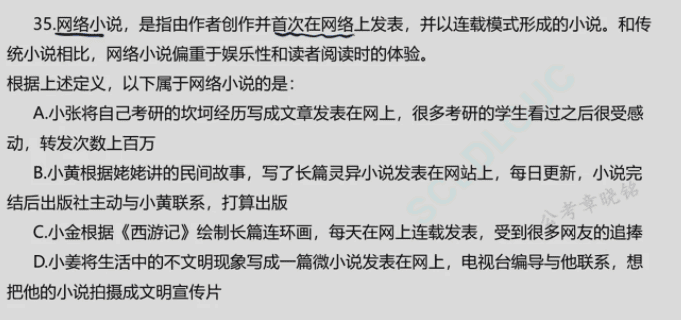 35.网络小说，是指由作者创作并首次在网络上发表，并以连载模式形成的小说。和传
统小说相比，网络小说偏重于娱乐性和读者阅读时的体验。
根据上述定义，以下属于网络小说的是：
A.小张将自己考研的坎坷经历写成文章发表在网上，很多考研的学生看过之后很受感
动，转发次数上百万
B.小黄根据姥姥讲的民间故事，写了长篇灵异小说发表在网站上，每日更新，小说完
结后出版社主动与小黄联系，打算出版
公考章晓铭
C.小金根据《西游记》绘制长篇连环画，每天在网上连载发表，受到很多网友的追捧
D.小姜将生活中的不文明现象写成一篇微小说发表在网上，电视台编导与他联系，想
把他的小说拍摄成文明宣传片